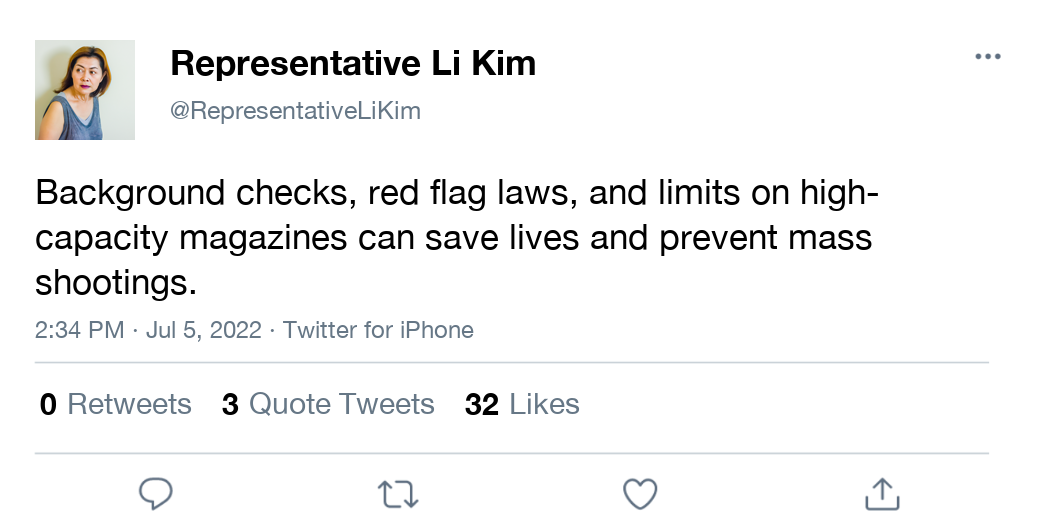 Representative Li Kim
@RepresentativeLiKim
Background checks, red flag laws, and limits on high-
capacity magazines can save lives and prevent mass
shootings.
2:34 PM · Jul 5, 2022 · Twitter for iPhone
0 Retweets 3 Quote Tweets 32 Likes